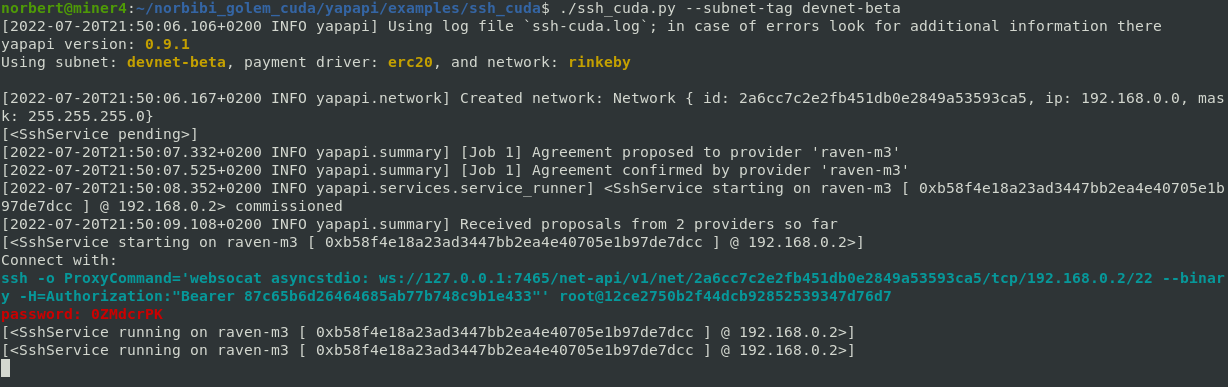 norbert@miner4:~/norbibi_golem_cuda/yapapi/examples/ssh_cuda$ ./ssh_cuda.py --subnet-tag devnet-beta
[2022-07-20T21:50:06.106+0200 INFO yapapi] Using log file `ssh-cuda.log`; in case of errors look for additional information there
yapapi version: 0.9.1
Using subnet: devnet-beta, payment driver: erc20, and network: rinkeby
[2022-07-20T21:50:06.167+0200 INFO yapapi.network] Created network: Network { id: 2a6cc7c2e2fb451db0e2849a53593ca5, ip: 192.168.0.0, mas
k: 255.255.255.0}
[<SshService pending>]
[2022-07-20T21:50:07.332+0200 INFO yapapi.summary] [Job 1] Agreement proposed to provider 'raven-m3'
[2022-07-20T21:50:07.525+0200 INFO yapapi.summary] [Job 1] Agreement confirmed by provider 'raven-m3'
[2022-07-20T21:50:08.352+0200 INFO yapapi.services.service_runner] <SshService starting on raven-m3 [ 0xb58f4e18a23ad3447bb2ea4e40705e1b
97de7dcc ] @ 192.168.0.2> commissioned
[2022-07-20T21:50:09.108+0200 INFO yapapi.summary] Received proposals from 2 providers so far
[<SshService starting on raven-m3 [ 0xb58f4e18a23ad3447bb2ea4e40705e1b97de7dcc ] @ 192.168.0.2>]
Connect with:
ssh -o ProxyCommand='websocat asyncstdio: ws://127.0.0.1:7465/net-api/v1/net/2a6cc7c2e2fb451db0e2849a53593ca5/tcp/192.168.0.2/22 --binar
y -H=Authorization:"Bearer 87c65b6d26464685ab77b748c9b1e433"' root@12ce2750b2f44dcb92852539347d76d7
password: 0ZMdcrPK
[<SshService running on raven-m3 [ 0xb58f4e18a23ad3447bb2ea4e40705e1b97de7dcc ] @ 192.168.0.2>]
[<SshService running on raven-m3 [ 0xb58f4e18a23ad3447bb2ea4e40705e1b97de7dcc ] @ 192.168.0.2>]